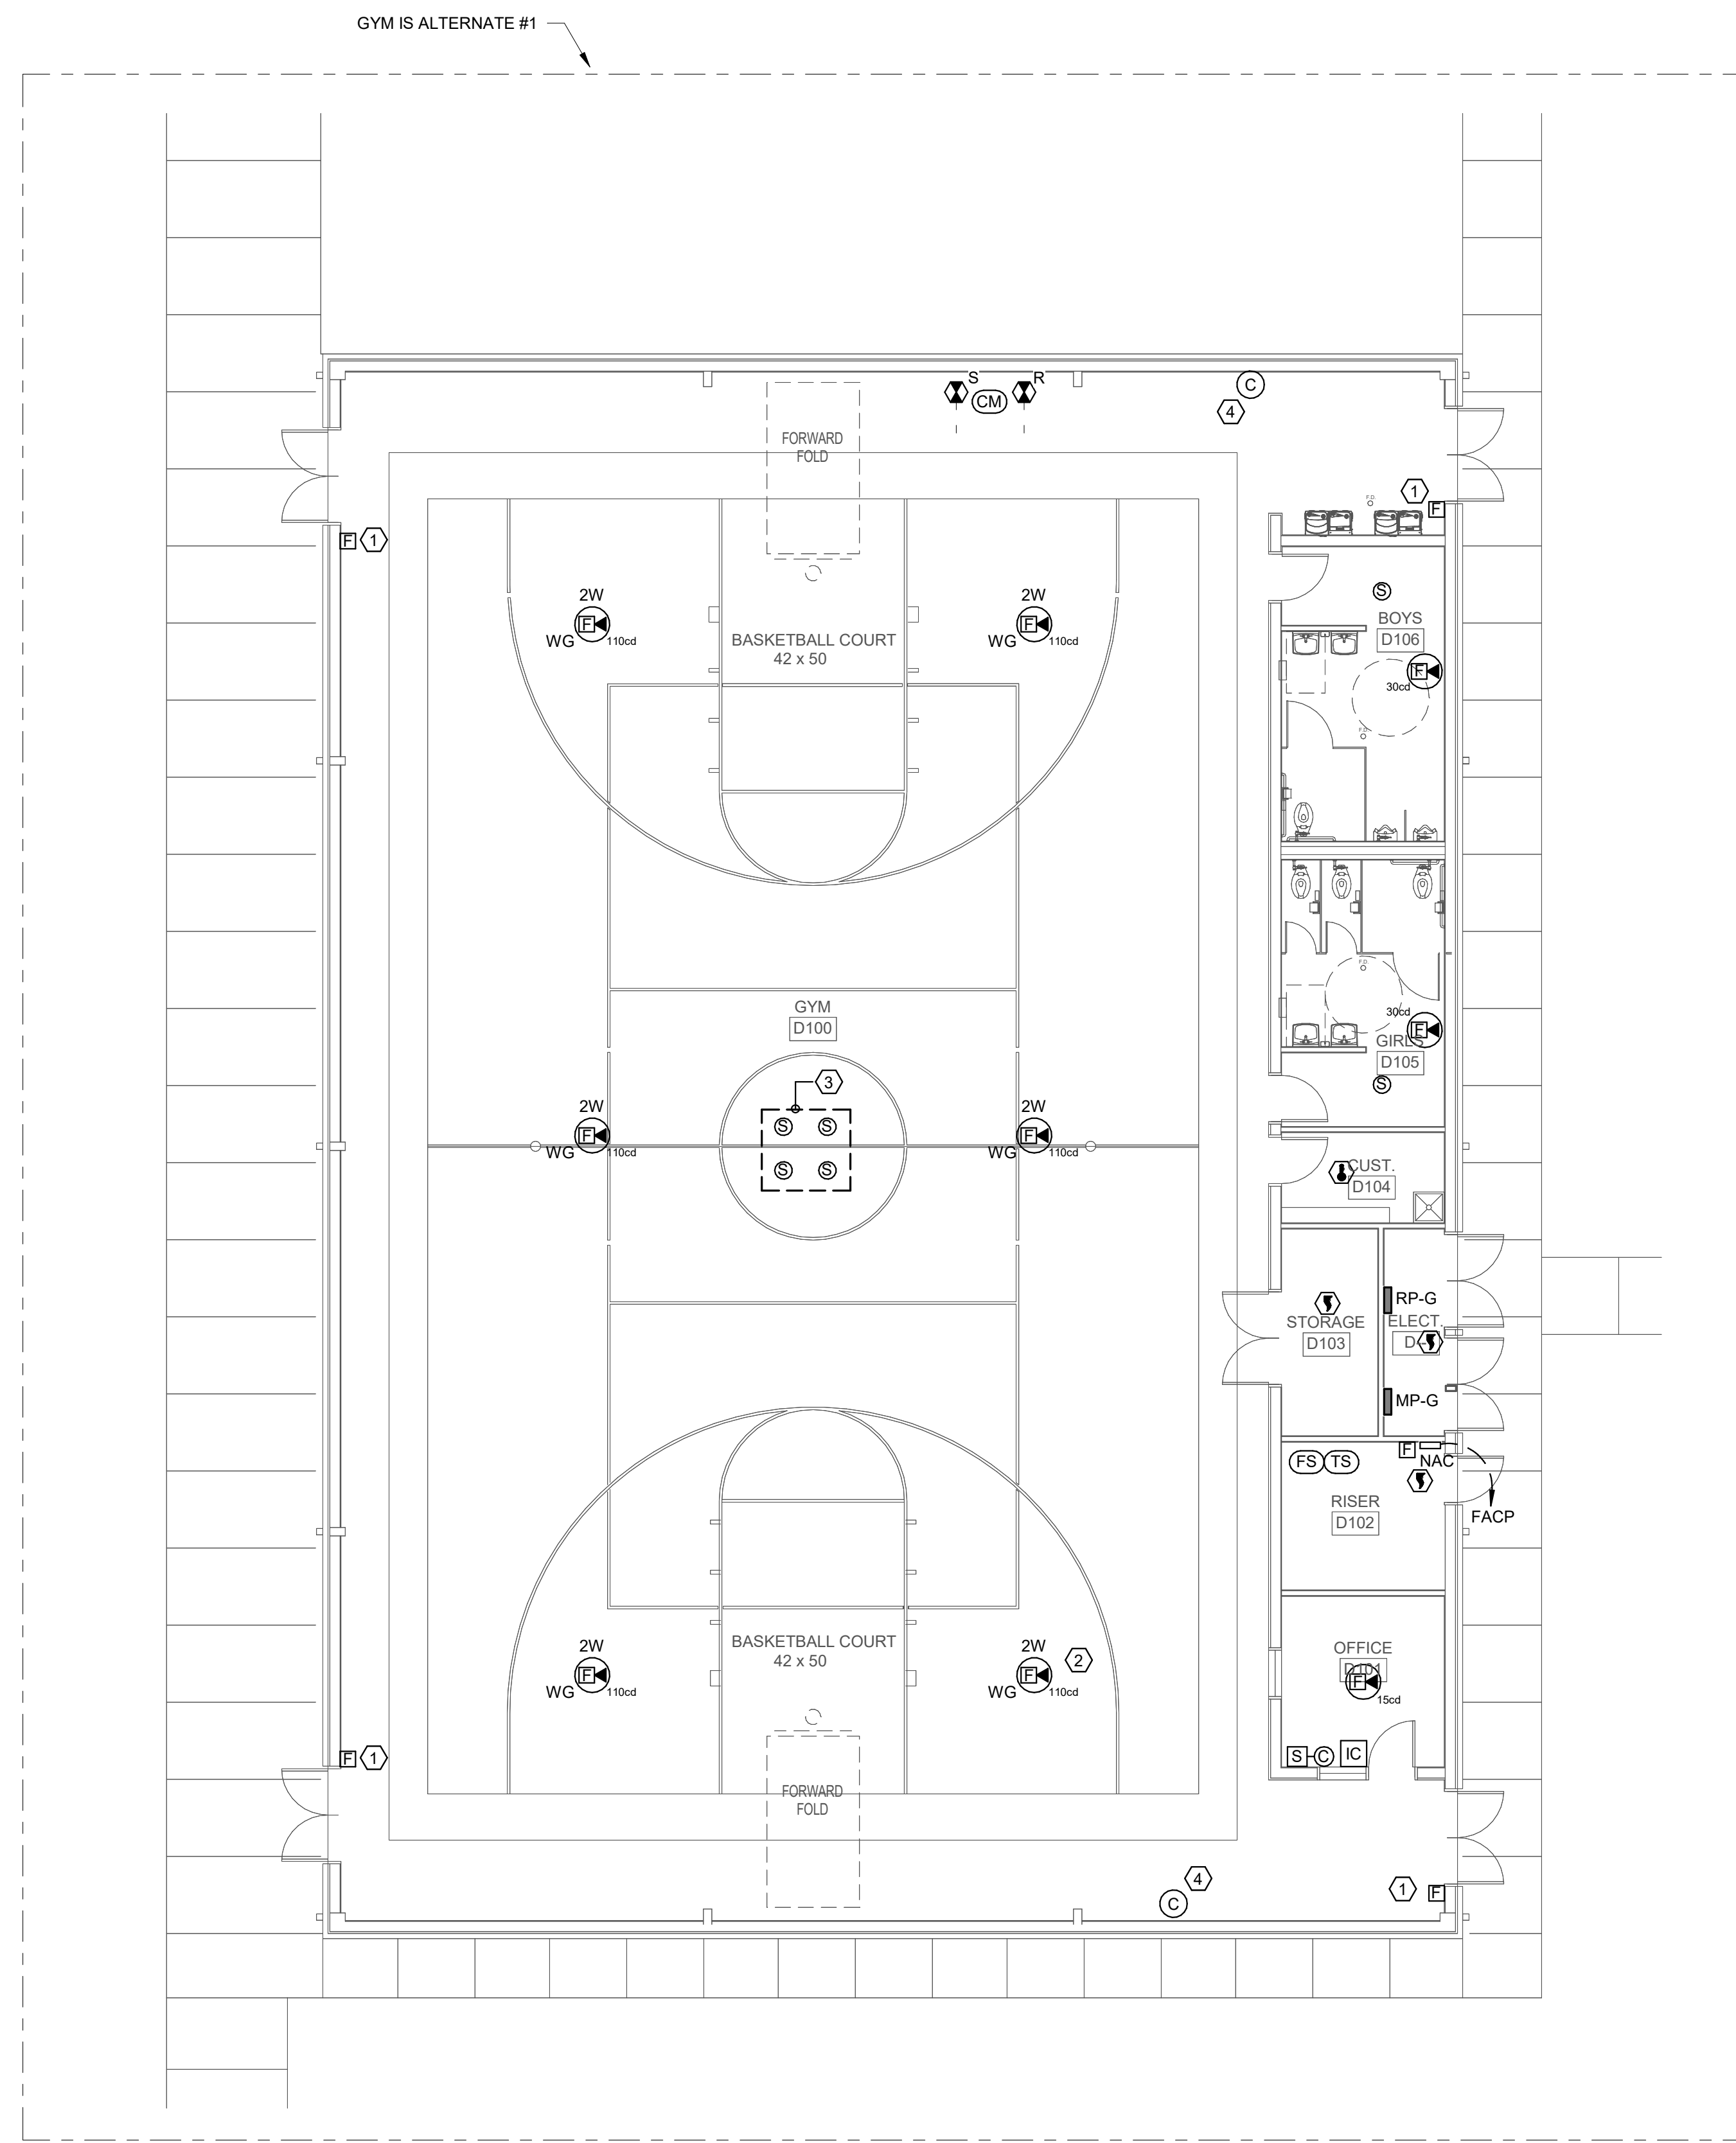 GYM IS ALTERNATE #1
S
R
C
CM
4
FORWARD
FOLD
1
F
F.D.
F
1
S
2W
F
WG
110cd
2W
F
WG
110cd
BASKETBALL COURT
42 x 50
BOYS
D106
F
30cd
F.D.
F.D.
GYM
D100
30cd
F
GIRLS
D105
S
3
2W
F
WG
110cd
S
S
S
S
2W
F
WG
110cd
CUST.
D104
RP-G
STORAGE
D103
ELECT.
MP-G
F
NAC
FS
TS
RISER
D102
FACP
2W
F
WG
110cd
BASKETBALL COURT
42 x 50
2W
F
WG
110cd
2
OFFICE
D101
F
15cd
S
C
IC
F
1
FORWARD
FOLD
4
C
1
F